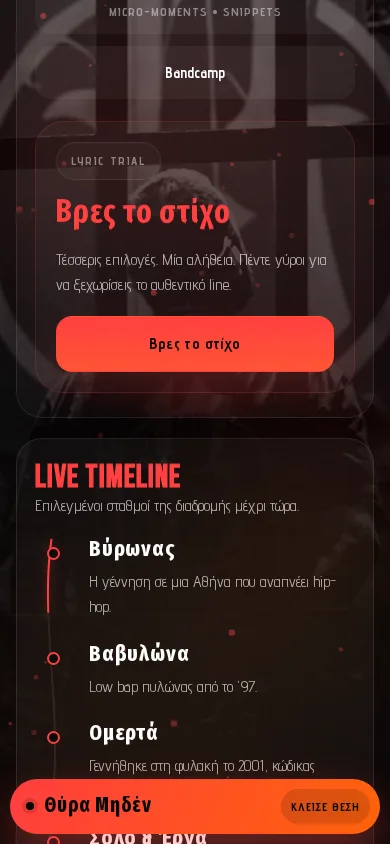 MICRO-MOMENTS • SNIPPETS
Bandcamp
LYRIC TRIAL
Βρες το στίχο
Τέσσερις επιλογές. Μία αλήθεια. Πέντε γύροι για
να ξεχωρίσεις το αυθεντικό line.
Βρες το στίχο
LIVE TIMELINE
Επιλεγμένοι σταθμοί της διαδρομής μέχρι τώρα.
Βύρωνας
Η γέννηση σε μια Αθήνα που αναπνέει hip-
hop.
Βαβυλώνα
Low bap πυλώνας από το '97.
Ομερτά
Γεννήθηκε στη φυλακή το 2001, κώδικας
Θύρα Μηδέν
ΚΛΕΙΣΕ ΘΕΣΗ
Σόλο & Έργα